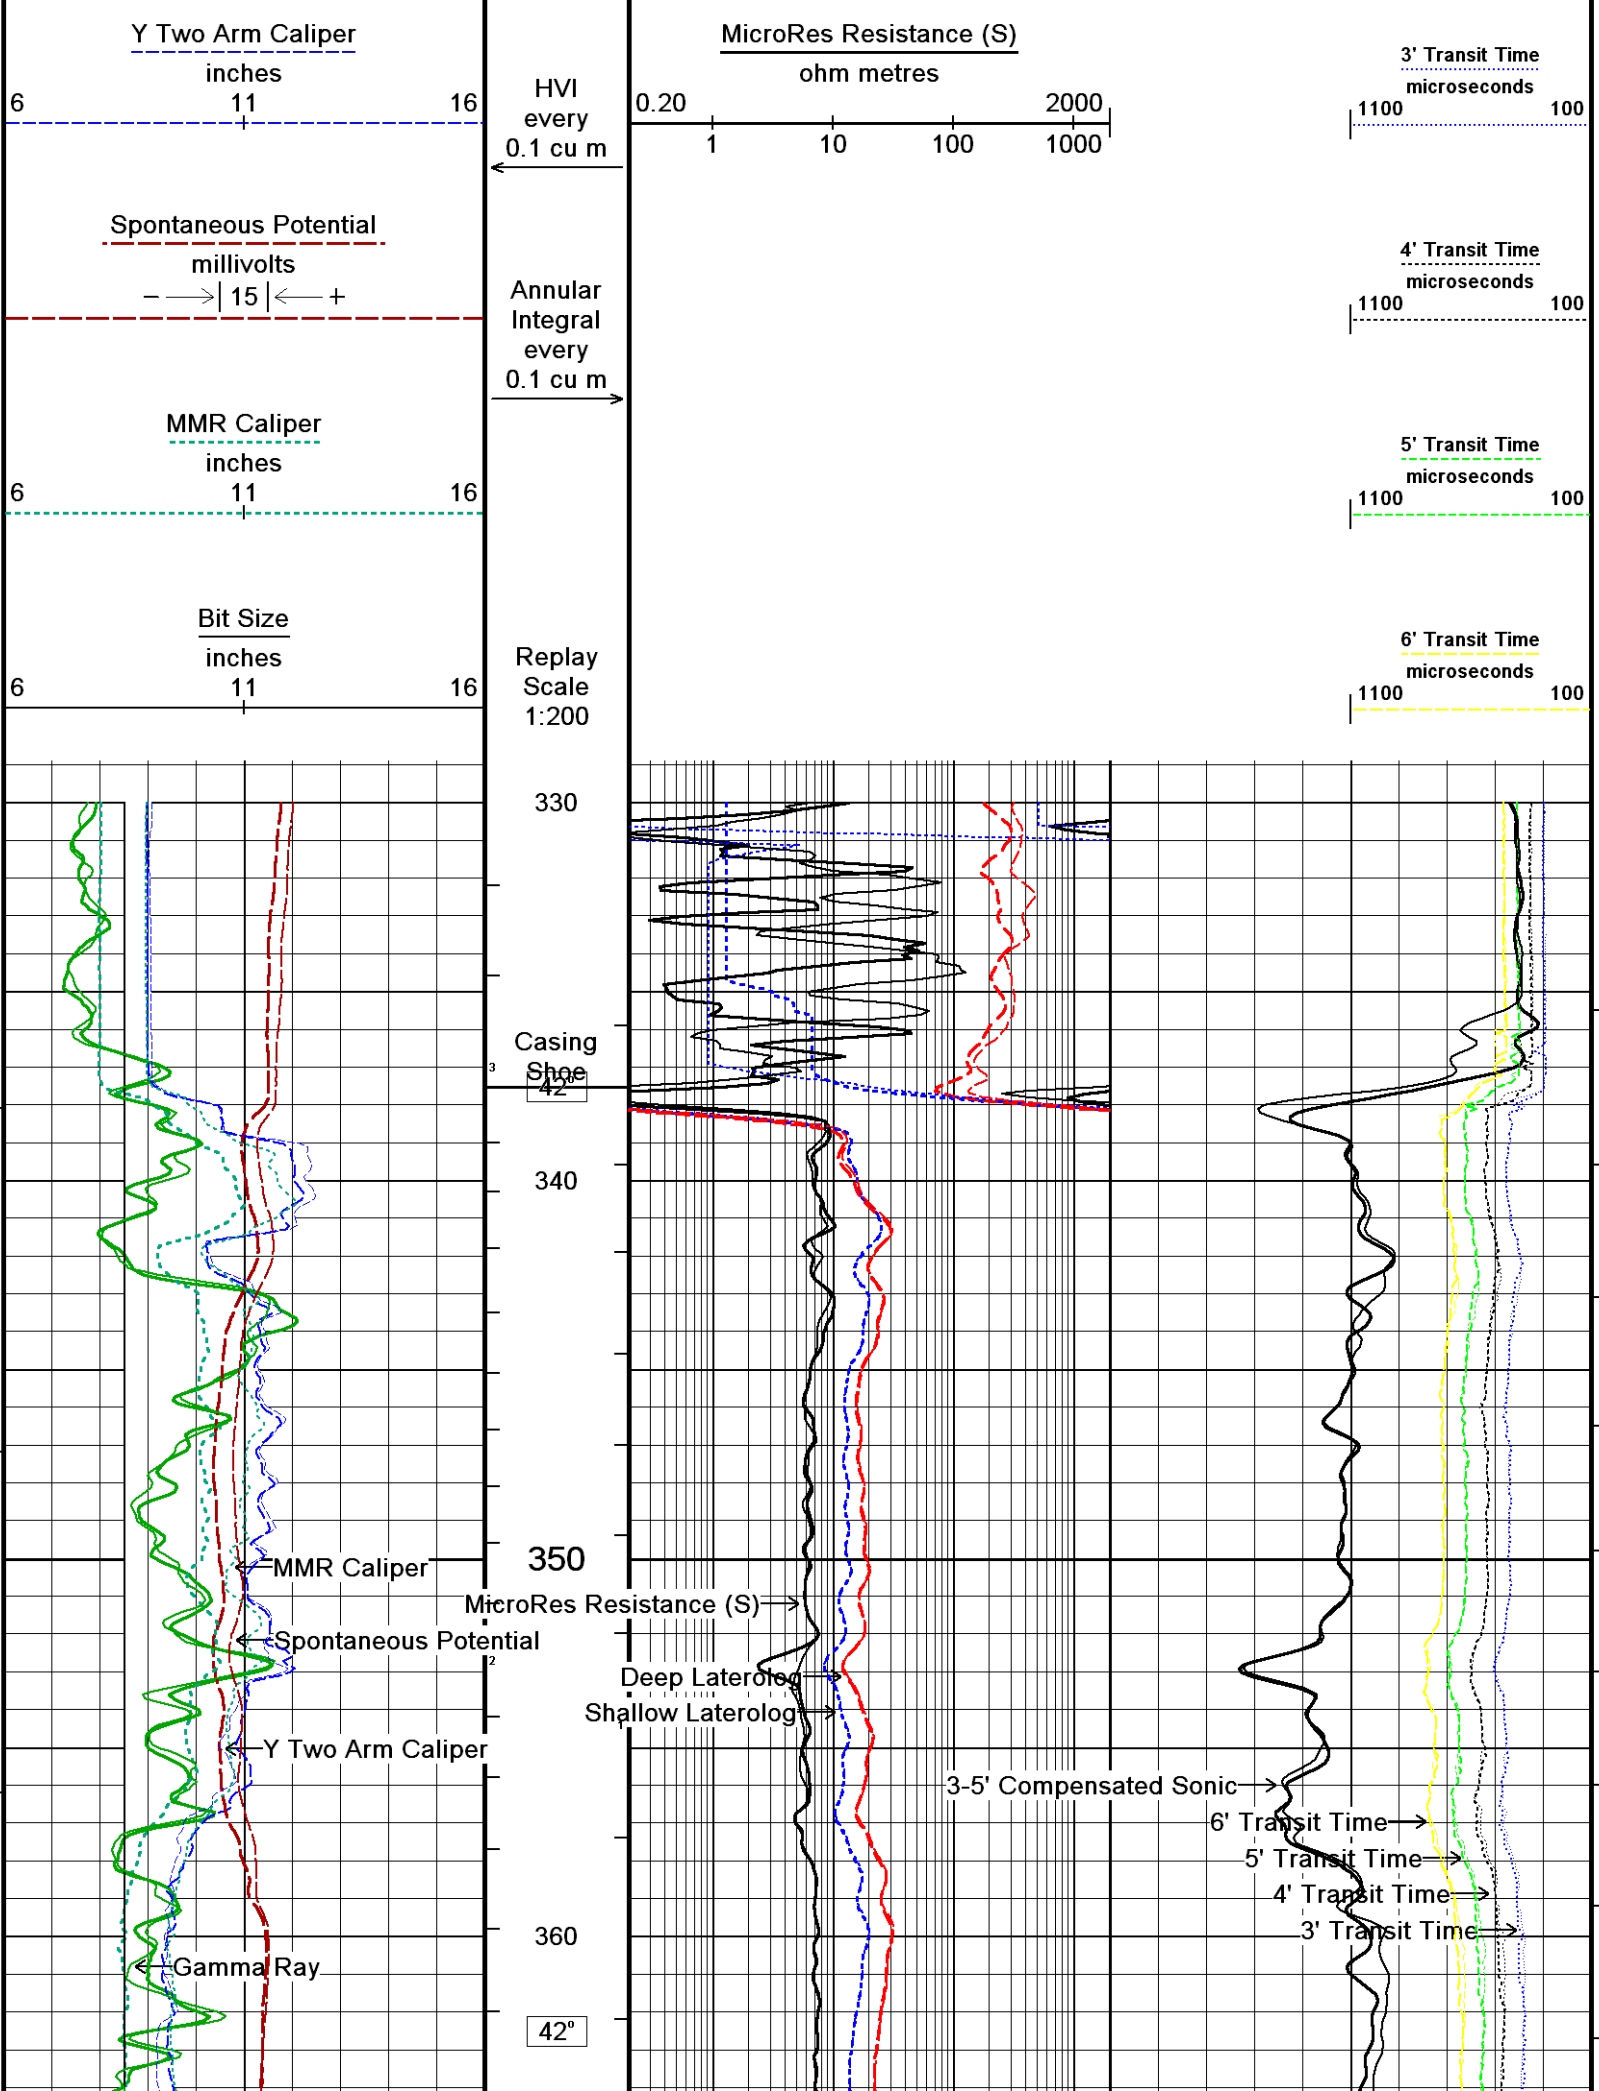 Y Two Arm Caliper
inches
6 11 16
Spontaneous Potential
millivolts
− 15 +
MMR Caliper
inches
6 11 16
Bit Size
inches
6 11 16
HVI
every
0.1 cu m
Annular
Integral
every
0.1 cu m
Replay
Scale
1:200
MicroRes Resistance (S)
ohm metres
0.20 2000
1 10 100 1000
3' Transit Time
microseconds
1100 100
4' Transit Time
microseconds
1100 100
5' Transit Time
microseconds
1100 100
6' Transit Time
microseconds
1100 100
330
Casing
Shoe
3
42°
340
350
MMR Caliper
MicroRes Resistance (S)
Spontaneous Potential
2
Deep Laterolog
Shallow Laterolog
Y Two Arm Caliper
3-5' Compensated Sonic
6' Transit Time
5' Transit Time
4' Transit Time
3' Transit Time
360
Gamma Ray
42°